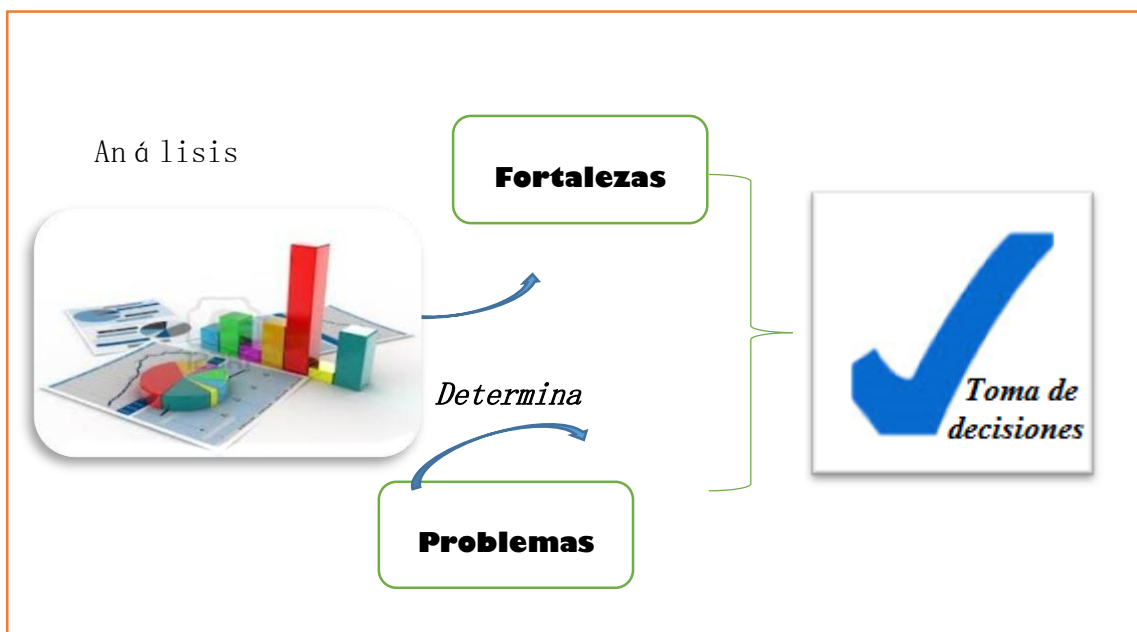 Análisis
Fortalezas
Determina
Problemas
Toma de
decisiones